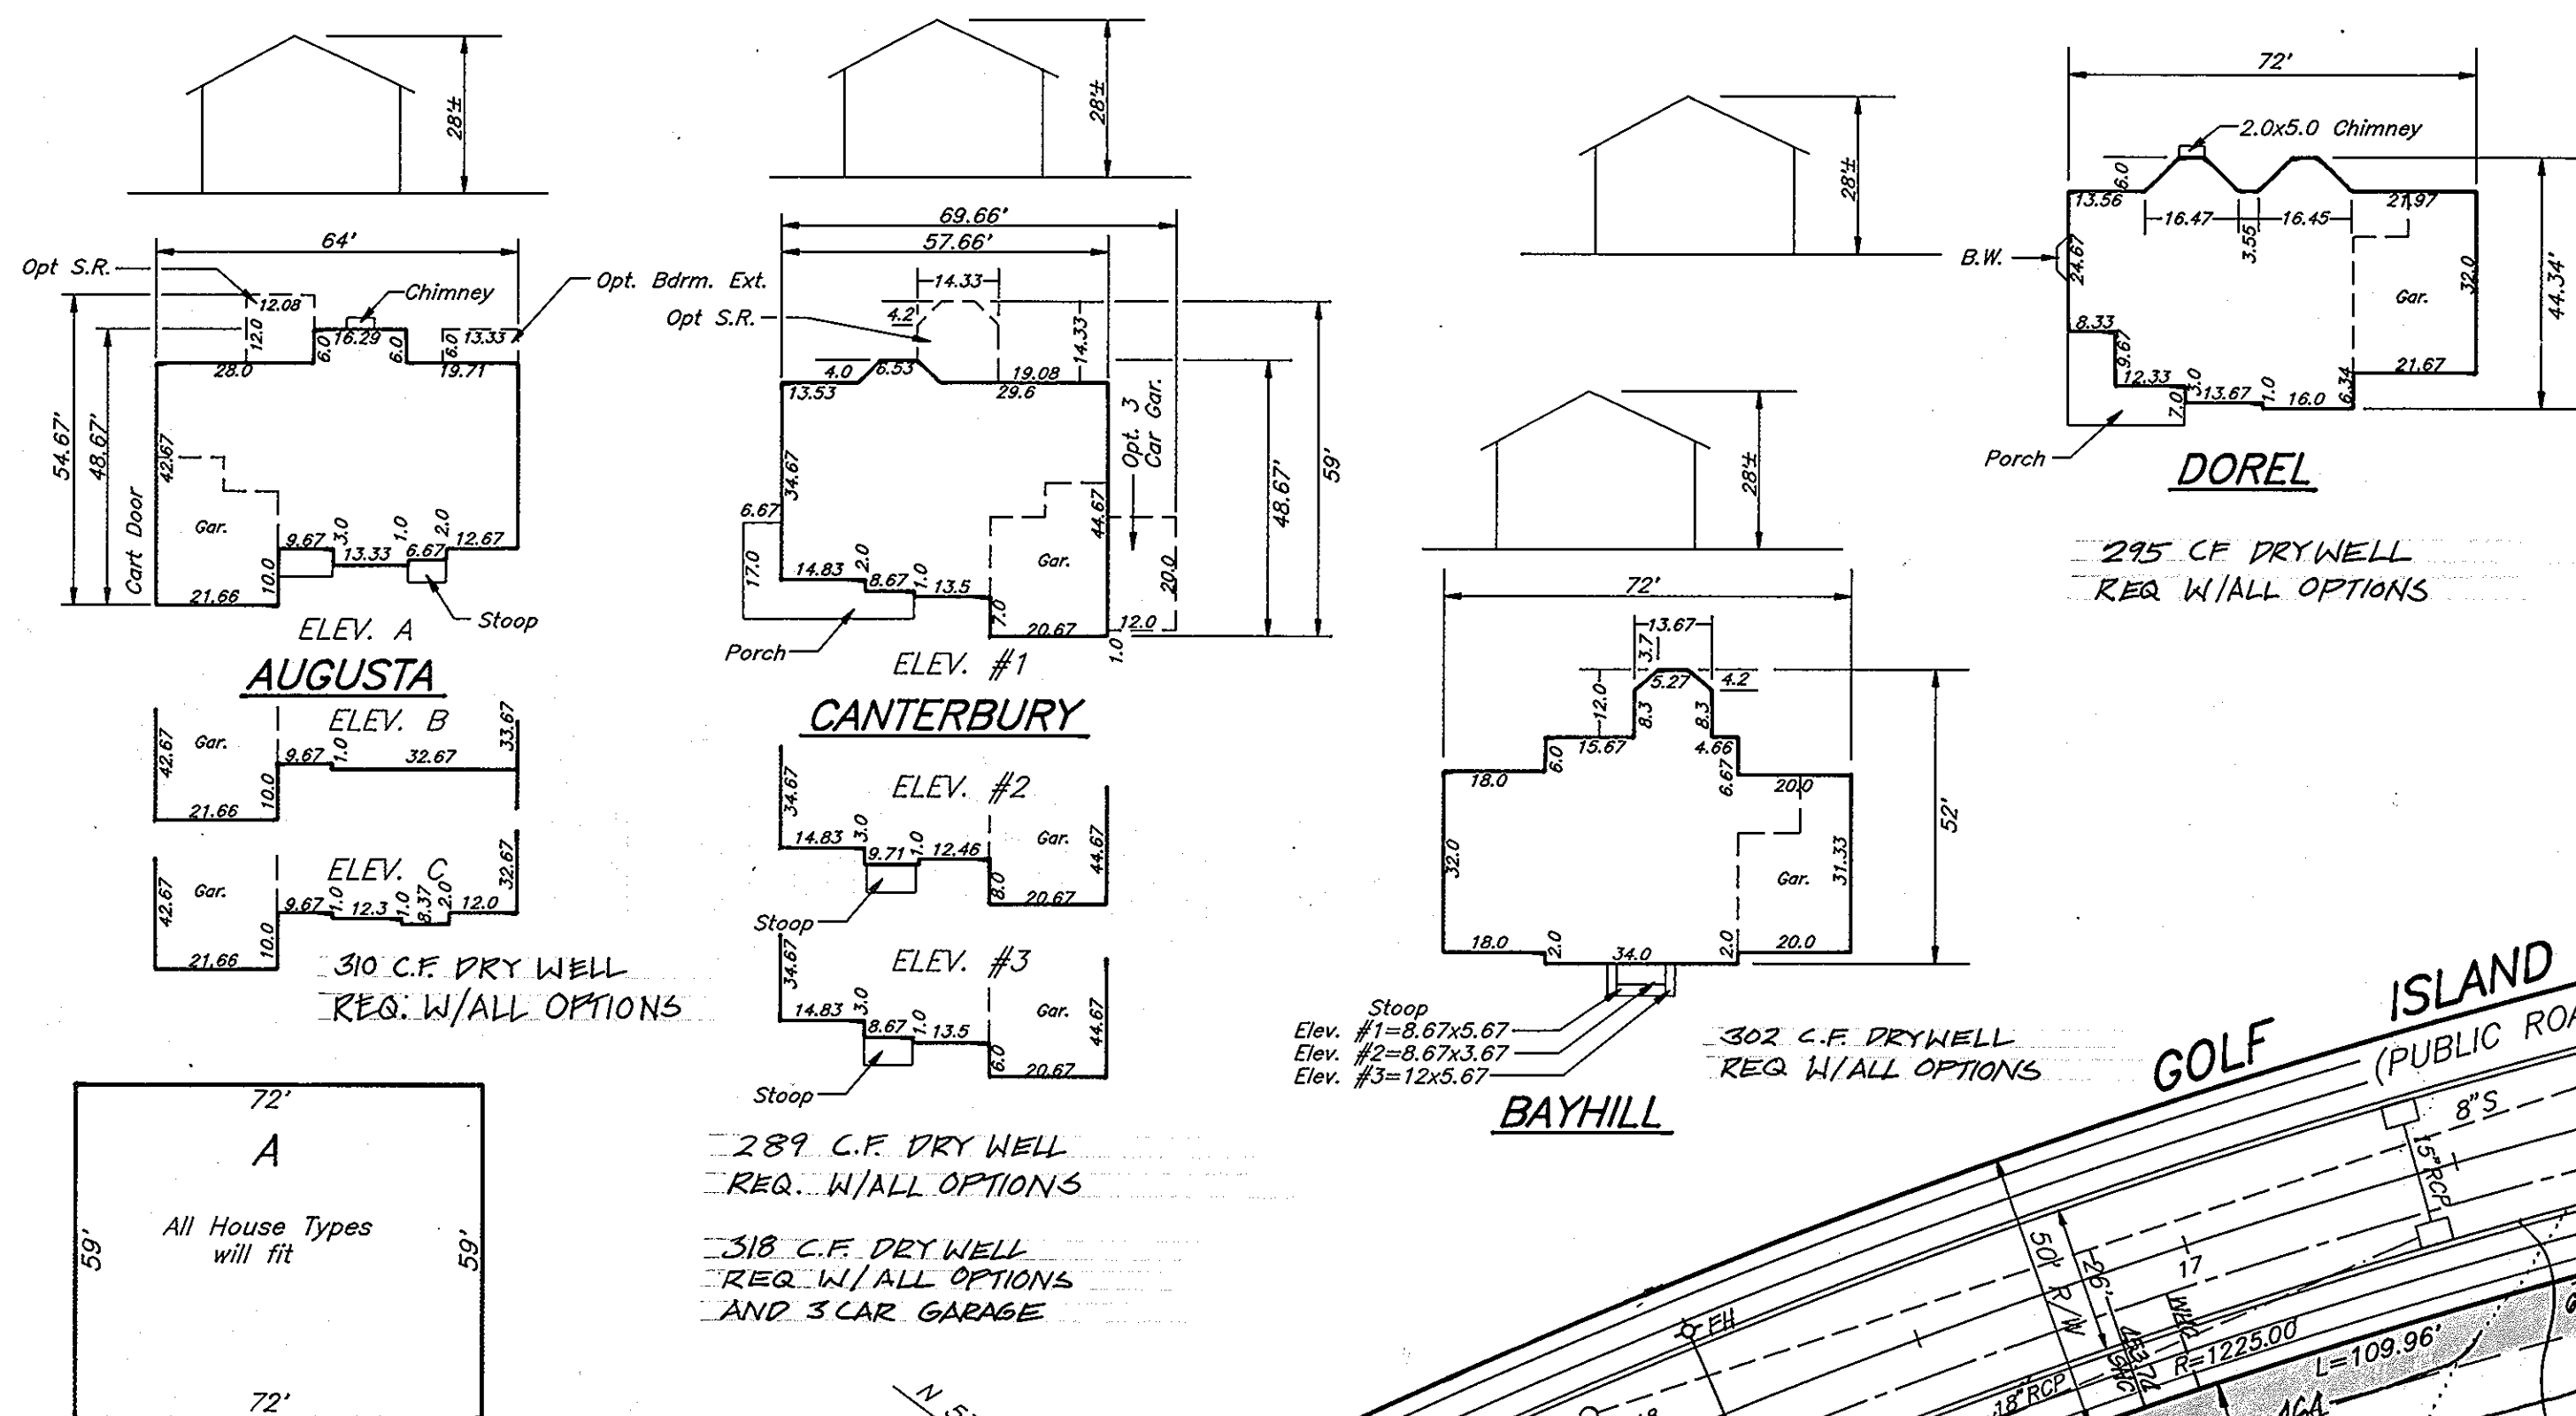 28'±
64'
Opt S.R.
12.08
Chimney
Opt. Bdrm. Ext.
54.67'
48.67'
12.0
6.0
16.29
6.0
6.0
13.33
28.0
19.71
42.67
Cart Door
Gar.
9.67
3.0
13.33
1.0
6.67
2.0
12.67
10.0
21.66
Stoop
ELEV. A
AUGUSTA
ELEV. B
42.67
Gar.
9.67
1.0
32.67
33.67
10.0
21.66
ELEV. C
42.67
Gar.
9.67
1.0
12.3
1.0
8.37
2.0
12.0
32.67
10.0
21.66
310 C.F. DRY WELL
REQ. W/ALL OPTIONS
72'
A
All House Types
will fit
59'
59'
72'
28'±
69.66'
57.66'
14.33
Opt S.R.
4.2
14.33
4.0
6.53
19.08
13.53
29.6
Opt. 3
Car Gar.
34.67
6.67
17.0
14.83
2.0
8.67
1.0
13.5
7.0
Gar.
44.67
20.0
20.67
12.0
1.0
48.67'
59'
Porch
ELEV. #1
CANTERBURY
ELEV. #2
34.67
14.83
3.0
9.71
1.0
12.46
Gar.
44.67
8.0
20.67
Stoop
ELEV. #3
34.67
14.83
3.0
8.67
1.0
13.5
Gar.
44.67
6.0
20.67
Stoop
289 C.F. DRY WELL
REQ. W/ALL OPTIONS
318 C.F. DRY WELL
REQ W/ALL OPTIONS
AND 3 CAR GARAGE
28'±
28'±
72'
13.67
3.7
5.27
4.2
12.0
8.3
8.3
15.67
4.66
6.0
6.67
18.0
20.0
32.0
31.33
52'
Gar.
18.0
2.0
34.0
2.0
20.0
Stoop
Elev. #1=8.67x5.67
Elev. #2=8.67x3.67
Elev. #3=12x5.67
302 C.F. DRYWELL
REQ W/ALL OPTIONS
BAYHILL
72'
2.0x5.0 Chimney
6.0
13.56
16.47
3.55
16.45
21.97
B.W.
24.67
32.0
44.34'
Gar.
8.33
9.67
12.33
3.0
13.67
1.0
16.0
6.34
21.67
7.0
Porch
DOREL
295 CF DRYWELL
REQ W/ALL OPTIONS
GOLF ISLAND
8"S
15"RCP
50' R/W
26'
17
WHC
SHC
FH
18"RCP
R=1225.00
L=109.96'